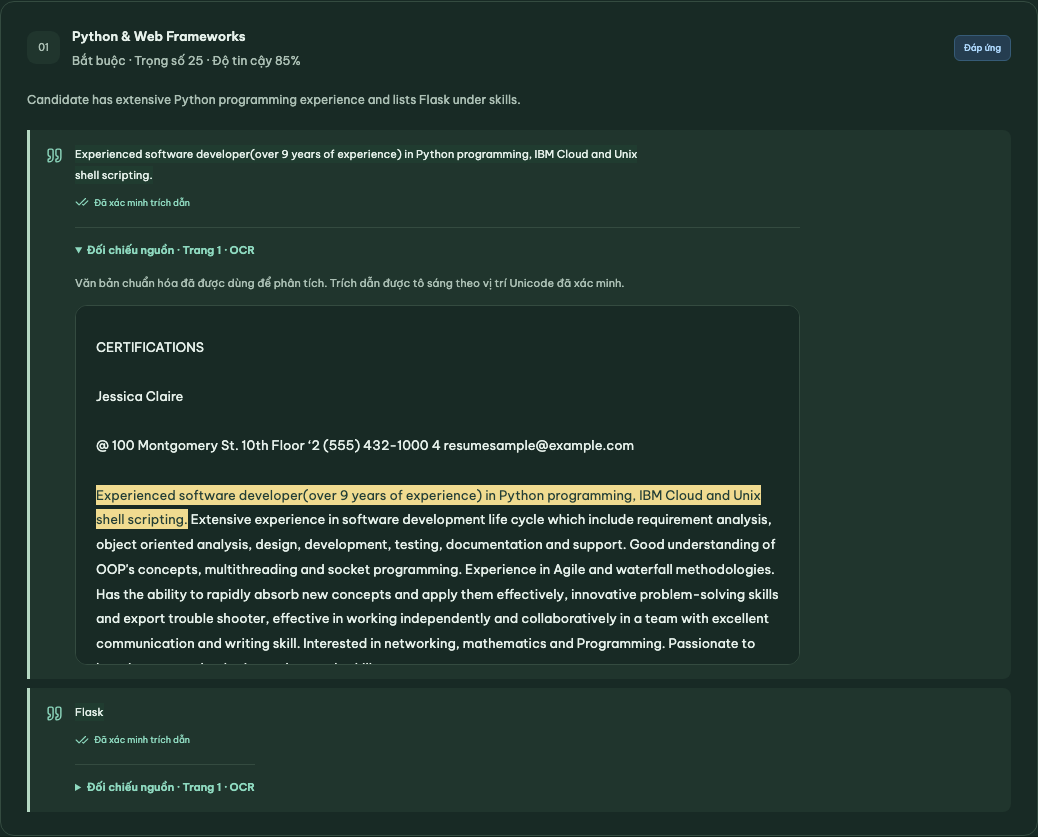 01
Python & Web Frameworks
Bắt buộc · Trọng số 25 · Độ tin cậy 85%
Đáp ứng
Candidate has extensive Python programming experience and lists Flask under skills.
Experienced software developer(over 9 years of experience) in Python programming, IBM Cloud and Unix
shell scripting.
Đã xác minh trích dẫn
▼ Đối chiếu nguồn · Trang 1 · OCR
Văn bản chuẩn hóa đã được dùng để phân tích. Trích dẫn được tô sáng theo vị trí Unicode đã xác minh.
CERTIFICATIONS
Jessica Claire
@ 100 Montgomery St. 10th Floor ‘2 (555) 432-1000 4 resumesample@example.com
Experienced software developer(over 9 years of experience) in Python programming, IBM Cloud and Unix
shell scripting. Extensive experience in software development life cycle which include requirement analysis,
object oriented analysis, design, development, testing, documentation and support. Good understanding of
OOP’s concepts, multithreading and socket programming. Experience in Agile and waterfall methodologies.
Has the ability to rapidly absorb new concepts and apply them effectively, innovative problem-solving skills
and export trouble shooter, effective in working independently and collaboratively in a team with excellent
communication and writing skill. Interested in networking, mathematics and Programming. Passionate to
Flask
Đã xác minh trích dẫn
▶ Đối chiếu nguồn · Trang 1 · OCR